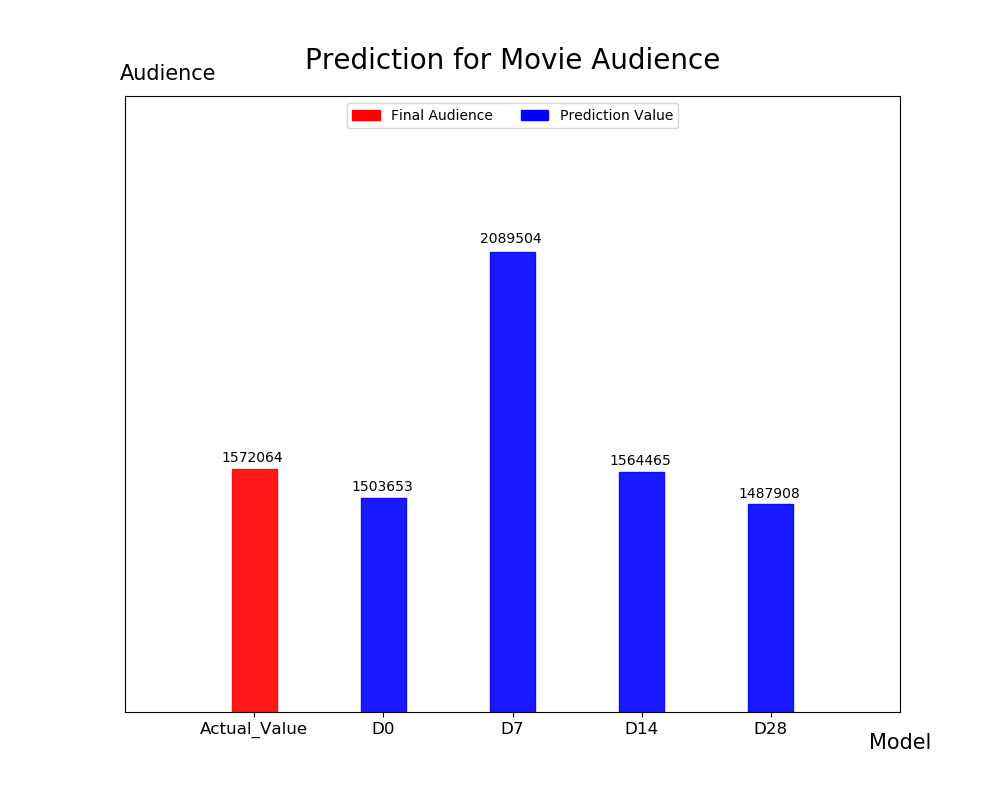 Prediction for Movie Audience
Audience
Final Audience
Prediction Value
2089504
1572064
1503653
1564465
1487908
Actual_Value
D0
D7
D14
D28
Model